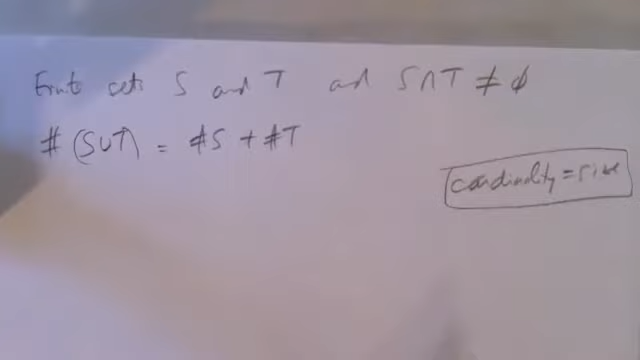 Finite sets S and T and S∩T ≠ ∅
# (S∪T) = #S + #T
cardinality = size